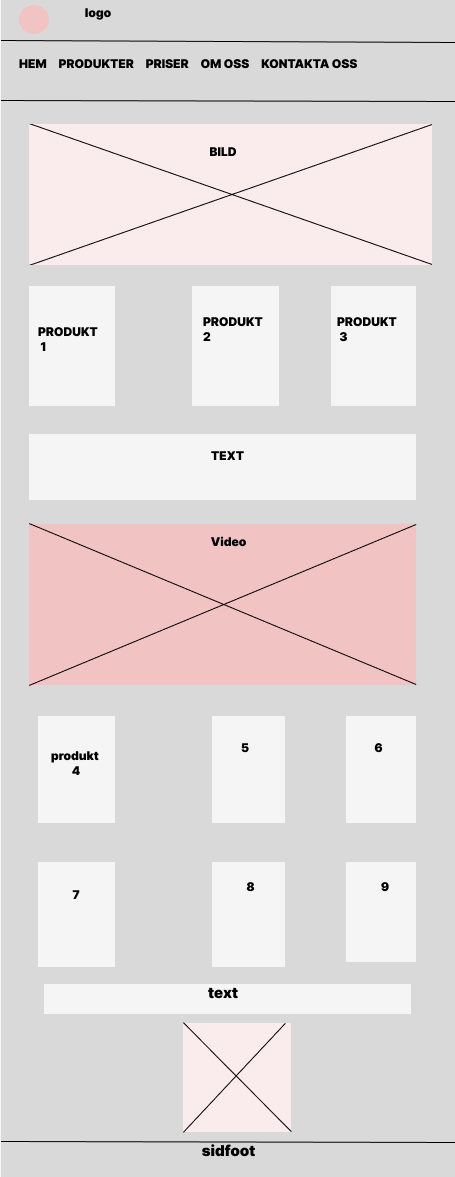 logo
HEM PRODUKTER PRISER OM OSS KONTAKTA OSS
BILD
PRODUKT
1
PRODUKT
2
PRODUKT
3
TEXT
Video
produkt
4
5
6
7
8
9
text
sidfoot